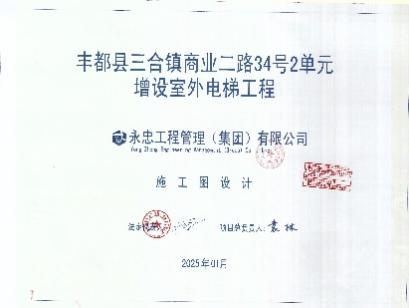 丰都县三合镇商业二路34号2单元
增设室外电梯工程
永忠工程管理（集团）有限公司
施工图设计
项目负责人：袁林
2025年01月